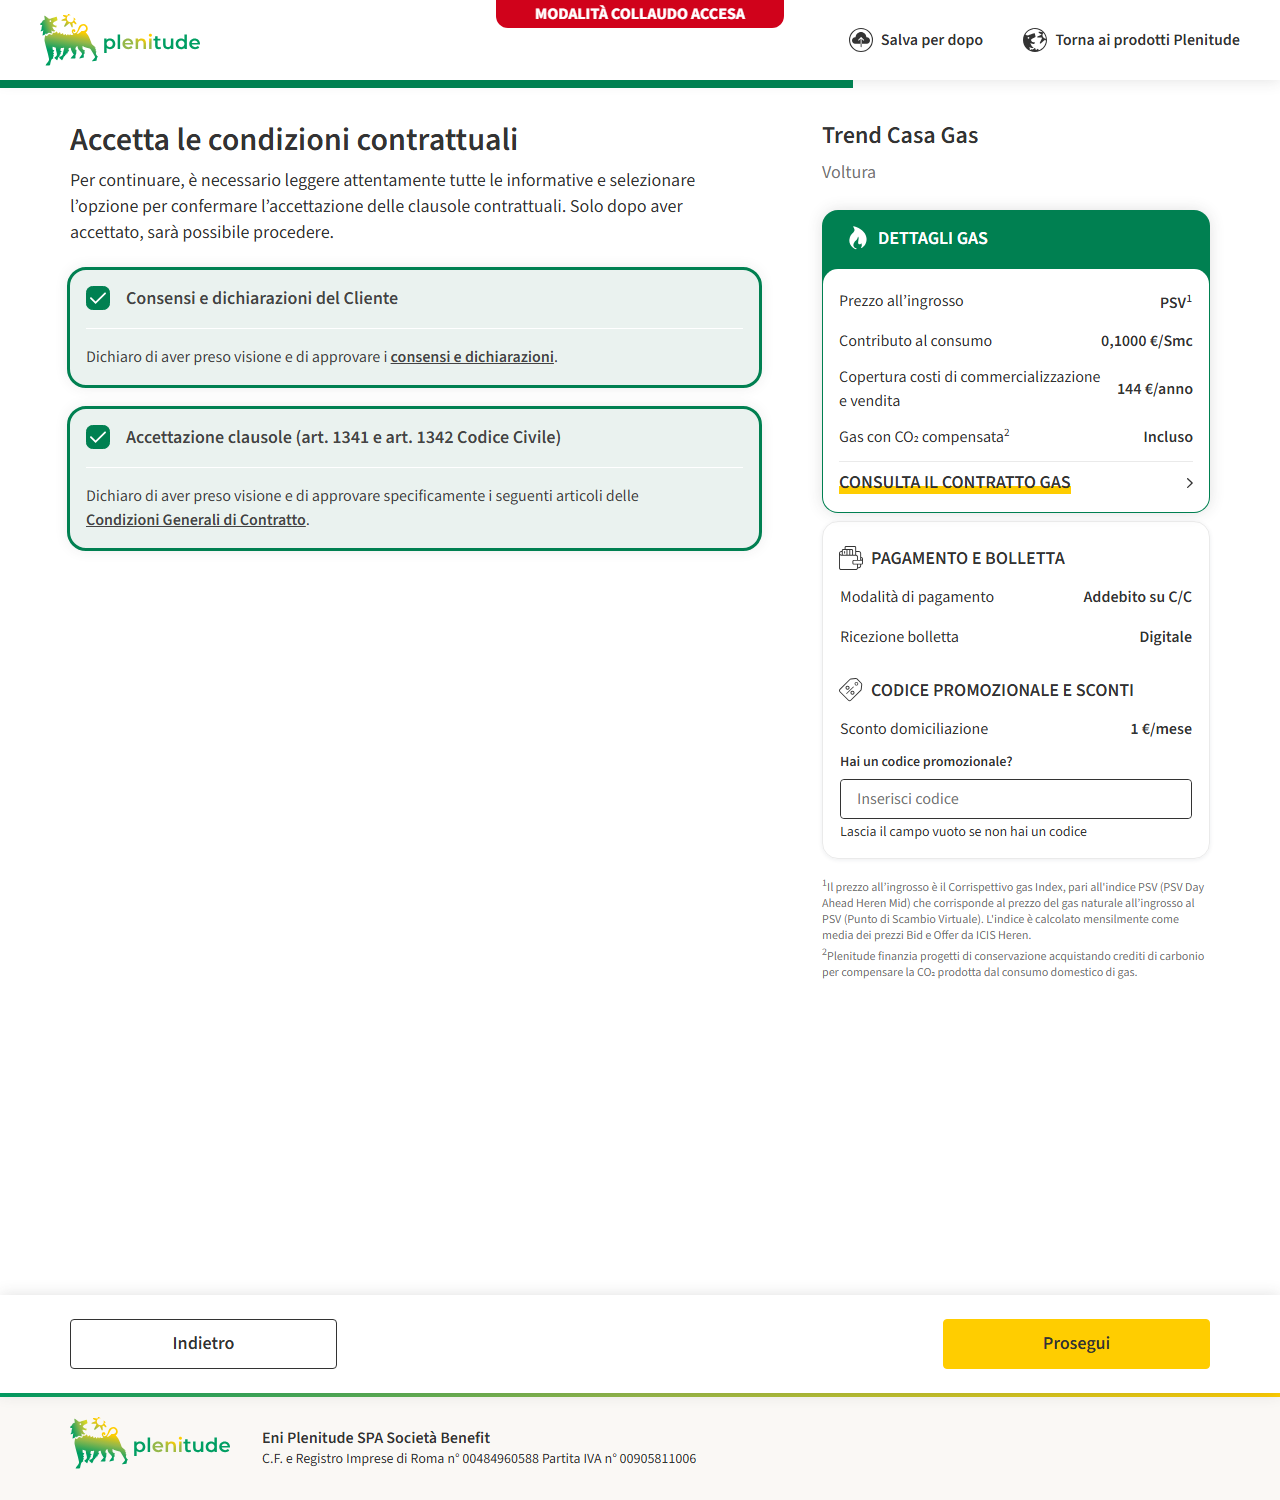 plenitude
MODALITÀ COLLAUDO ACCESA
Salva per dopo
Torna ai prodotti Plenitude
Accetta le condizioni contrattuali
Per continuare, è necessario leggere attentamente tutte le informative e selezionare
l’opzione per confermare l’accettazione delle clausole contrattuali. Solo dopo aver
accettato, sarà possibile procedere.
Consensi e dichiarazioni del Cliente
Dichiaro di aver preso visione e di approvare i consensi e dichiarazioni.
Accettazione clausole (art. 1341 e art. 1342 Codice Civile)
Dichiaro di aver preso visione e di approvare specificamente i seguenti articoli delle
Condizioni Generali di Contratto.
Trend Casa Gas
Voltura
DETTAGLI GAS
Prezzo all’ingrosso PSV¹
Contributo al consumo 0,1000 €/Smc
Copertura costi di commercializzazione
e vendita 144 €/anno
Gas con CO₂ compensata² Incluso
CONSULTA IL CONTRATTO GAS
PAGAMENTO E BOLLETTA
Modalità di pagamento Addebito su C/C
Ricezione bolletta Digitale
CODICE PROMOZIONALE E SCONTI
Sconto domiciliazione 1 €/mese
Hai un codice promozionale?
Inserisci codice
Lascia il campo vuoto se non hai un codice
¹Il prezzo all’ingrosso è il Corrispettivo gas Index, pari all'indice PSV (PSV Day
Ahead Heren Mid) che corrisponde al prezzo del gas naturale all’ingrosso al
PSV (Punto di Scambio Virtuale). L'indice è calcolato mensilmente come
media dei prezzi Bid e Offer da ICIS Heren.
²Plenitude finanzia progetti di conservazione acquistando crediti di carbonio
per compensare la CO₂ prodotta dal consumo domestico di gas.
Indietro
Prosegui
plenitude
Eni Plenitude SPA Società Benefit
C.F. e Registro Imprese di Roma n° 00484960588 Partita IVA n° 00905811006